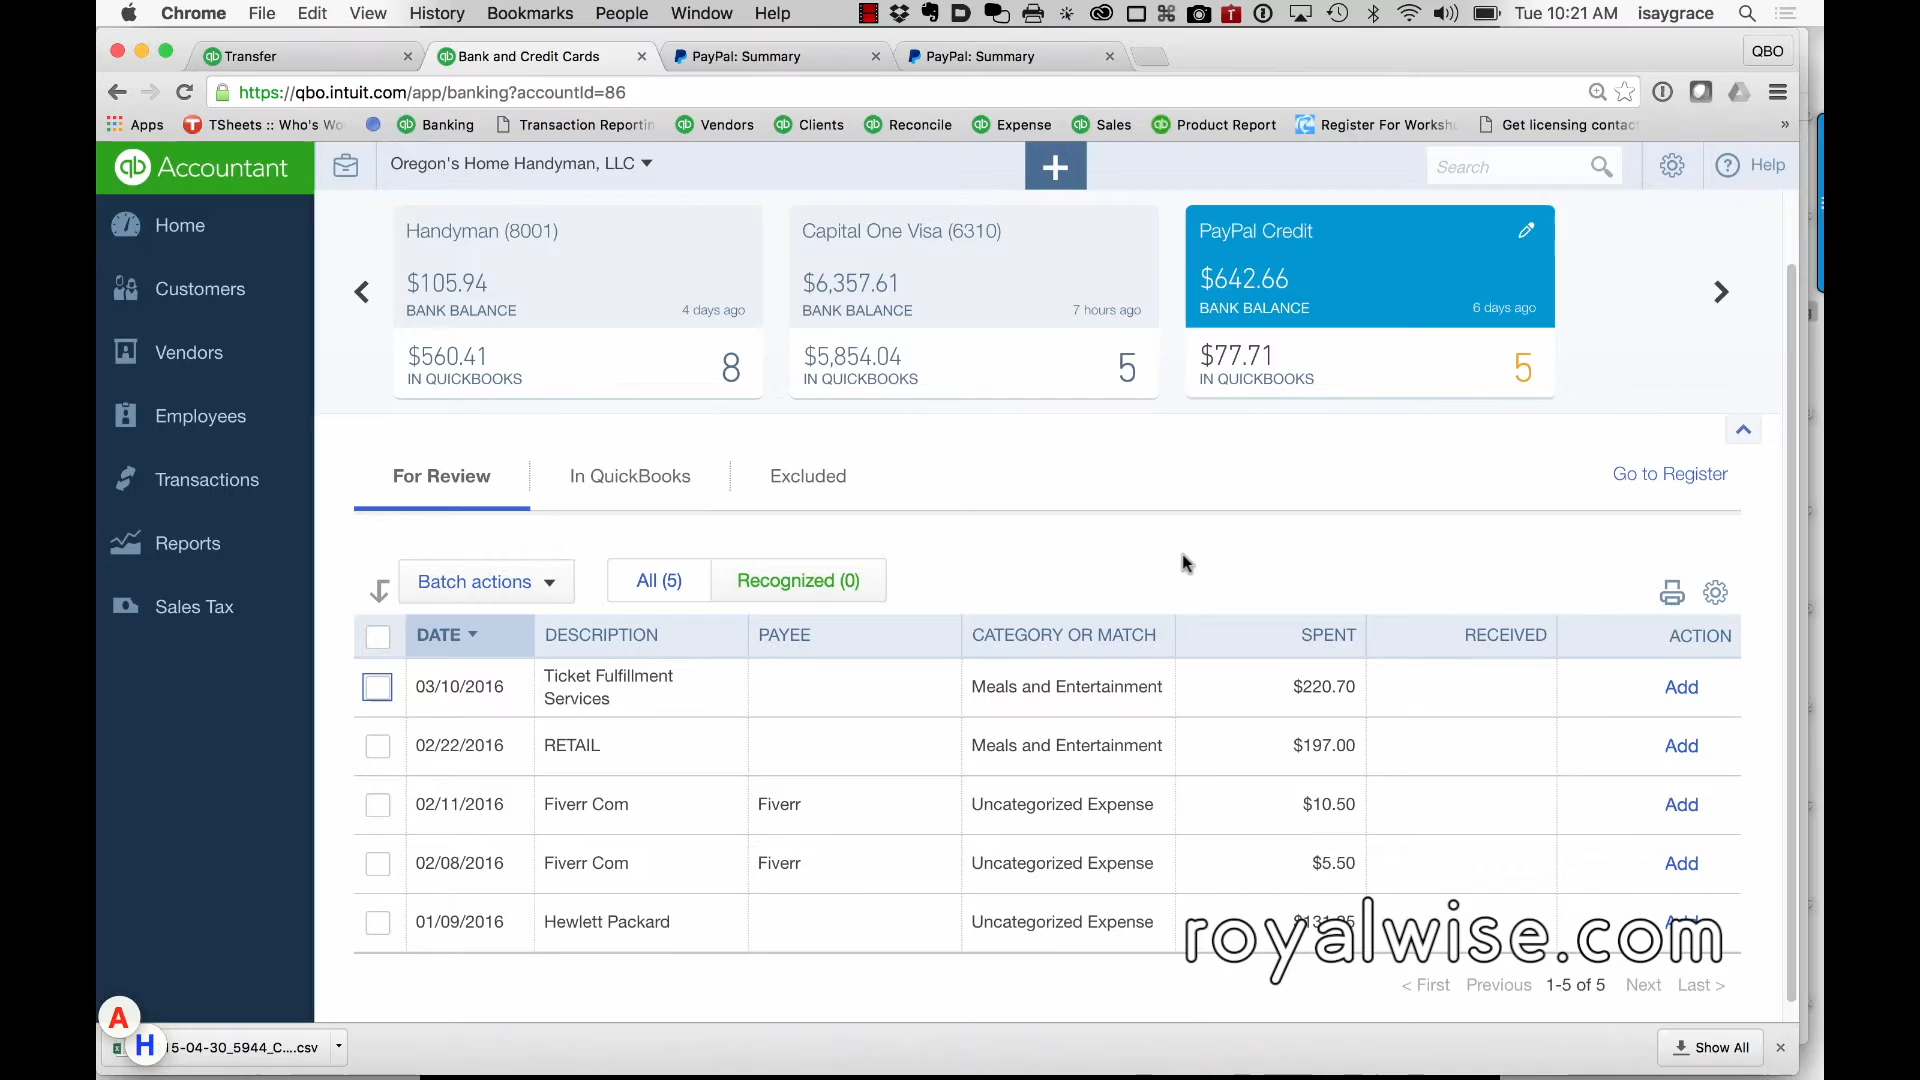 Chrome File Edit View History Bookmarks People Window Help Tue 10:21 AM isaygrace
Transfer Bank and Credit Cards PayPal: Summary PayPal: Summary QBO
https://qbo.intuit.com/app/banking?accountId=86
Apps TSheets :: Who's Wo Banking Transaction Reportin Vendors Clients Reconcile Expense Sales Product Report Register For Worksh Get licensing contac »
qb Accountant Oregon's Home Handyman, LLC Search Help
Home
Customers
Vendors
Employees
Transactions
Reports
Sales Tax
Handyman (8001)
$105.94
BANK BALANCE 4 days ago
$560.41
IN QUICKBOOKS 8
Capital One Visa (6310)
$6,357.61
BANK BALANCE 7 hours ago
$5,854.04
IN QUICKBOOKS 5
PayPal Credit
$642.66
BANK BALANCE 6 days ago
$77.71
IN QUICKBOOKS 5
For Review In QuickBooks Excluded Go to Register
Batch actions All (5) Recognized (0)
DATE DESCRIPTION PAYEE CATEGORY OR MATCH SPENT RECEIVED ACTION
03/10/2016 Ticket Fulfillment Services Meals and Entertainment $220.70 Add
02/22/2016 RETAIL Meals and Entertainment $197.00 Add
02/11/2016 Fiverr Com Fiverr Uncategorized Expense $10.50 Add
02/08/2016 Fiverr Com Fiverr Uncategorized Expense $5.50 Add
01/09/2016 Hewlett Packard Uncategorized Expense
royalwise.com
< First Previous 1-5 of 5 Next Last >
A
H
15-04-30_5944_C....csv Show All